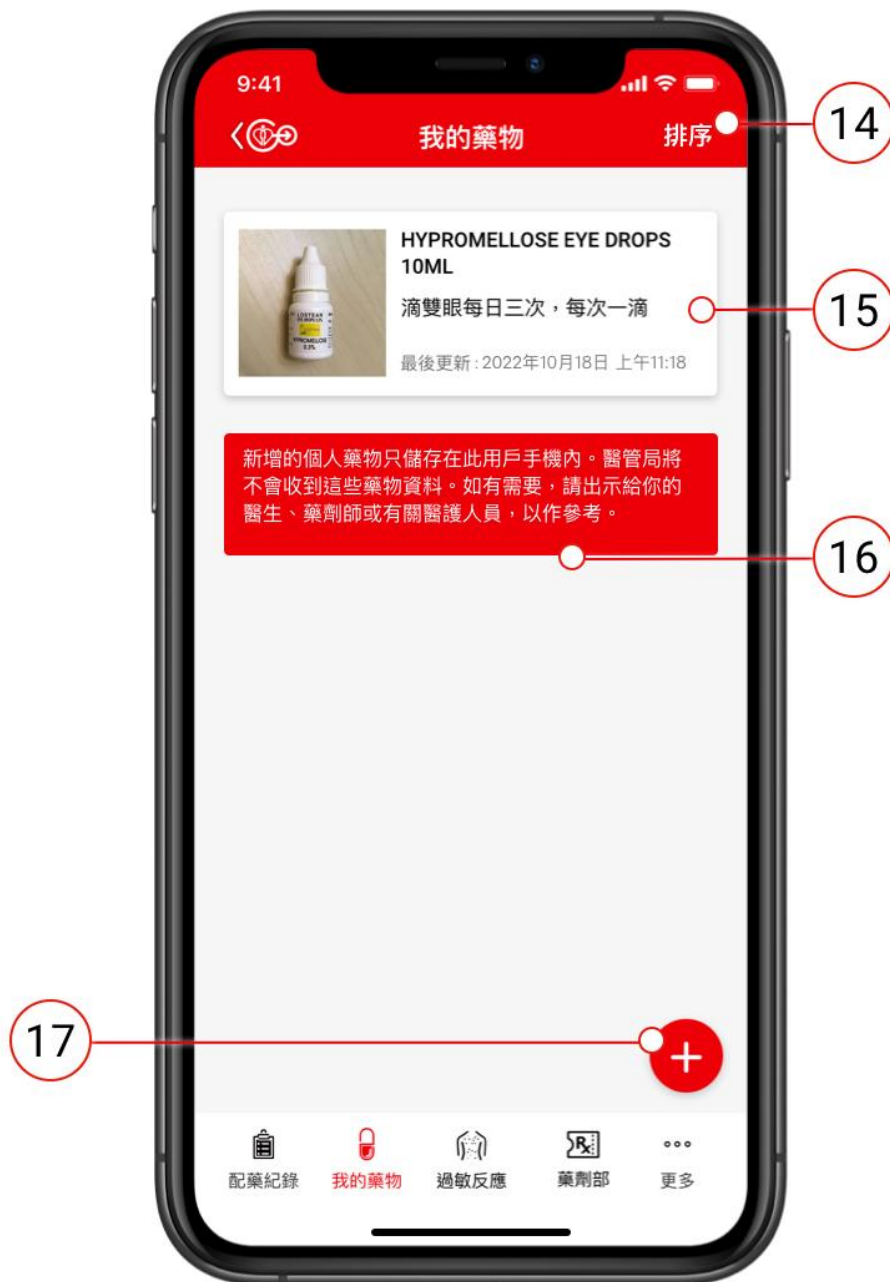 9:41
我的藥物
排序
14
HYPROMELLOSE EYE DROPS
10ML
滴雙眼每日三次，每次一滴
15
最後更新 : 2022年10月18日 上午11:18
HYPROMELLOSE
0.3%
新增的個人藥物只儲存在此用戶手機內。醫管局將
不會收到這些藥物資料。如有需要，請出示給你的
醫生、藥劑師或有關醫護人員，以作參考。
16
17
配藥紀錄
我的藥物
過敏反應
Rx
藥劑部
更多